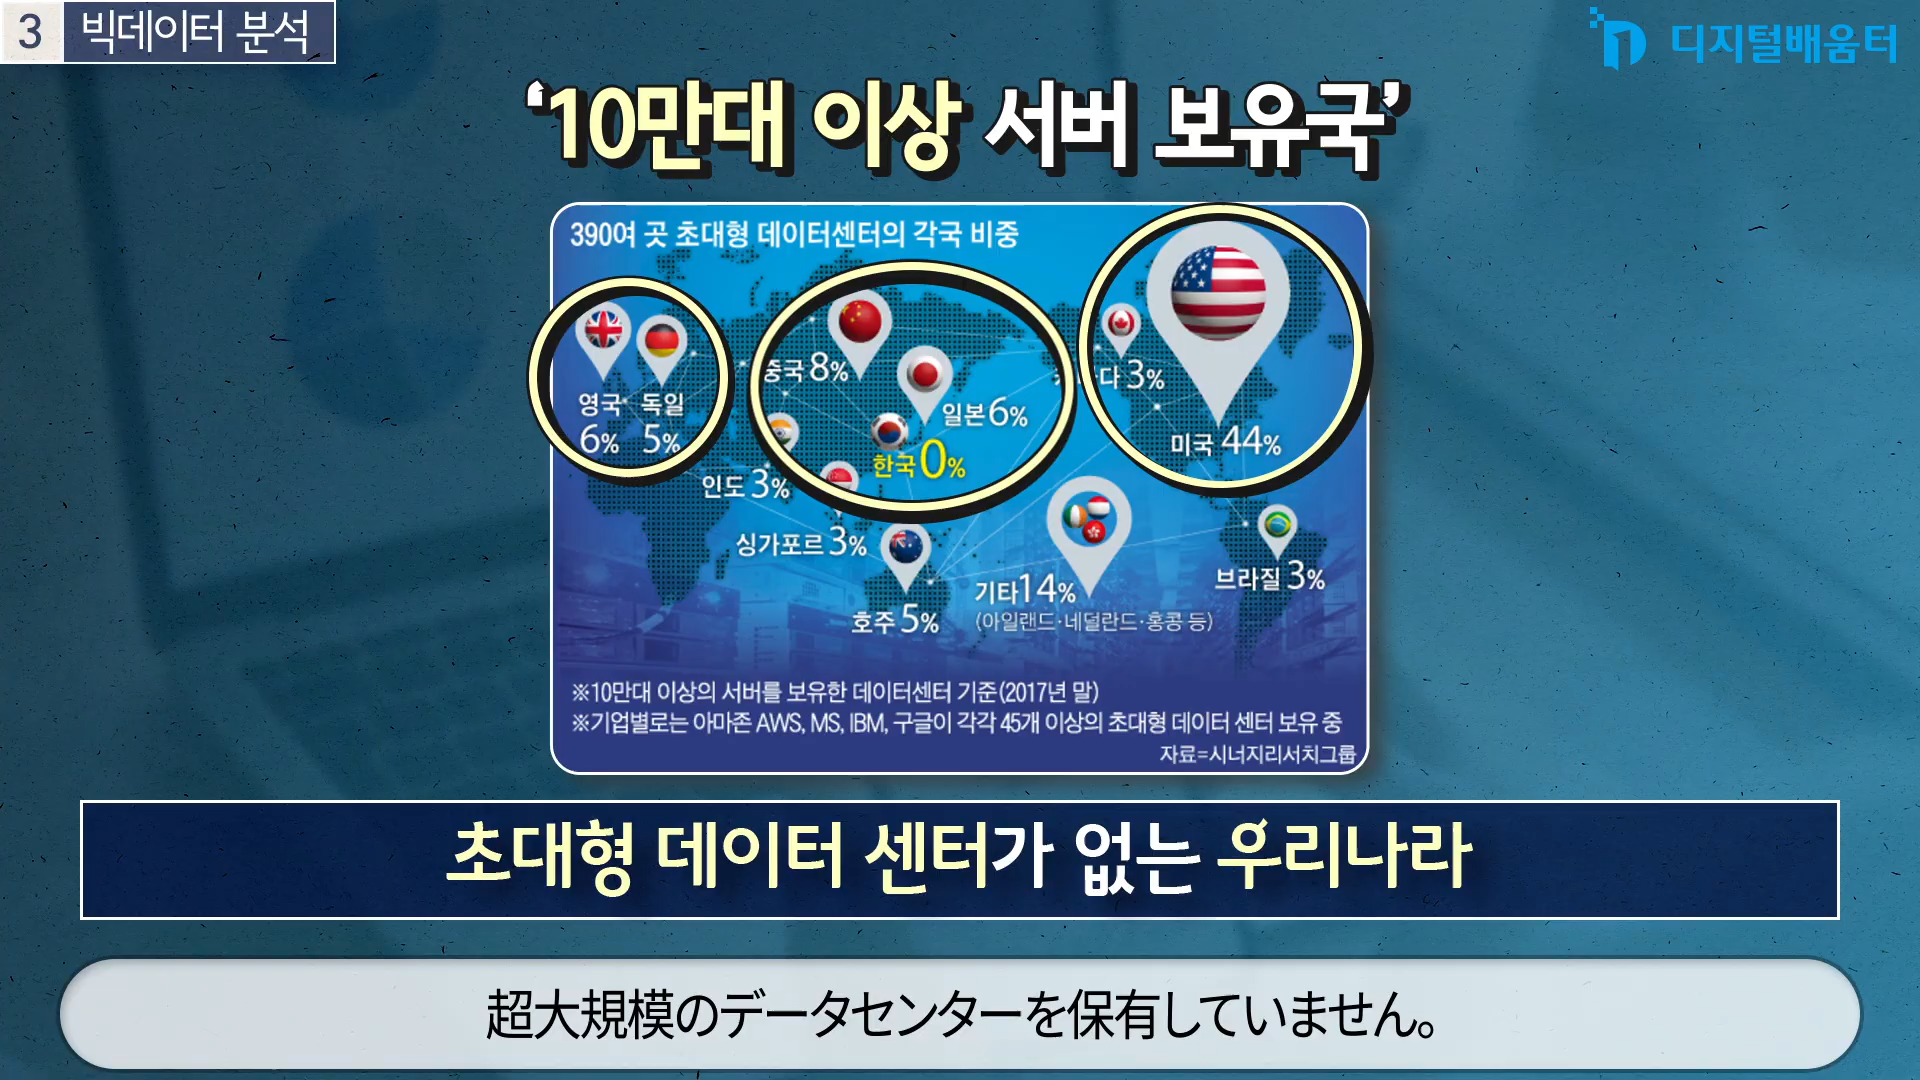 3 빅데이터 분석
디지털배움터
‘10만대 이상 서버 보유국’
390여 곳 초대형 데이터센터의 각국 비중
영국 6%
독일 5%
중국 8%
일본 6%
한국 0%
다 3%
미국 44%
인도 3%
싱가포르 3%
호주 5%
기타 14%
(아일랜드·네덜란드·홍콩 등)
브라질 3%
※10만대 이상의 서버를 보유한 데이터센터 기준(2017년 말)
※기업별로는 아마존 AWS, MS, IBM, 구글이 각각 45개 이상의 초대형 데이터 센터 보유 중
자료=시너지리서치그룹
초대형 데이터 센터가 없는 우리나라
超大規模のデータセンターを保有していません。